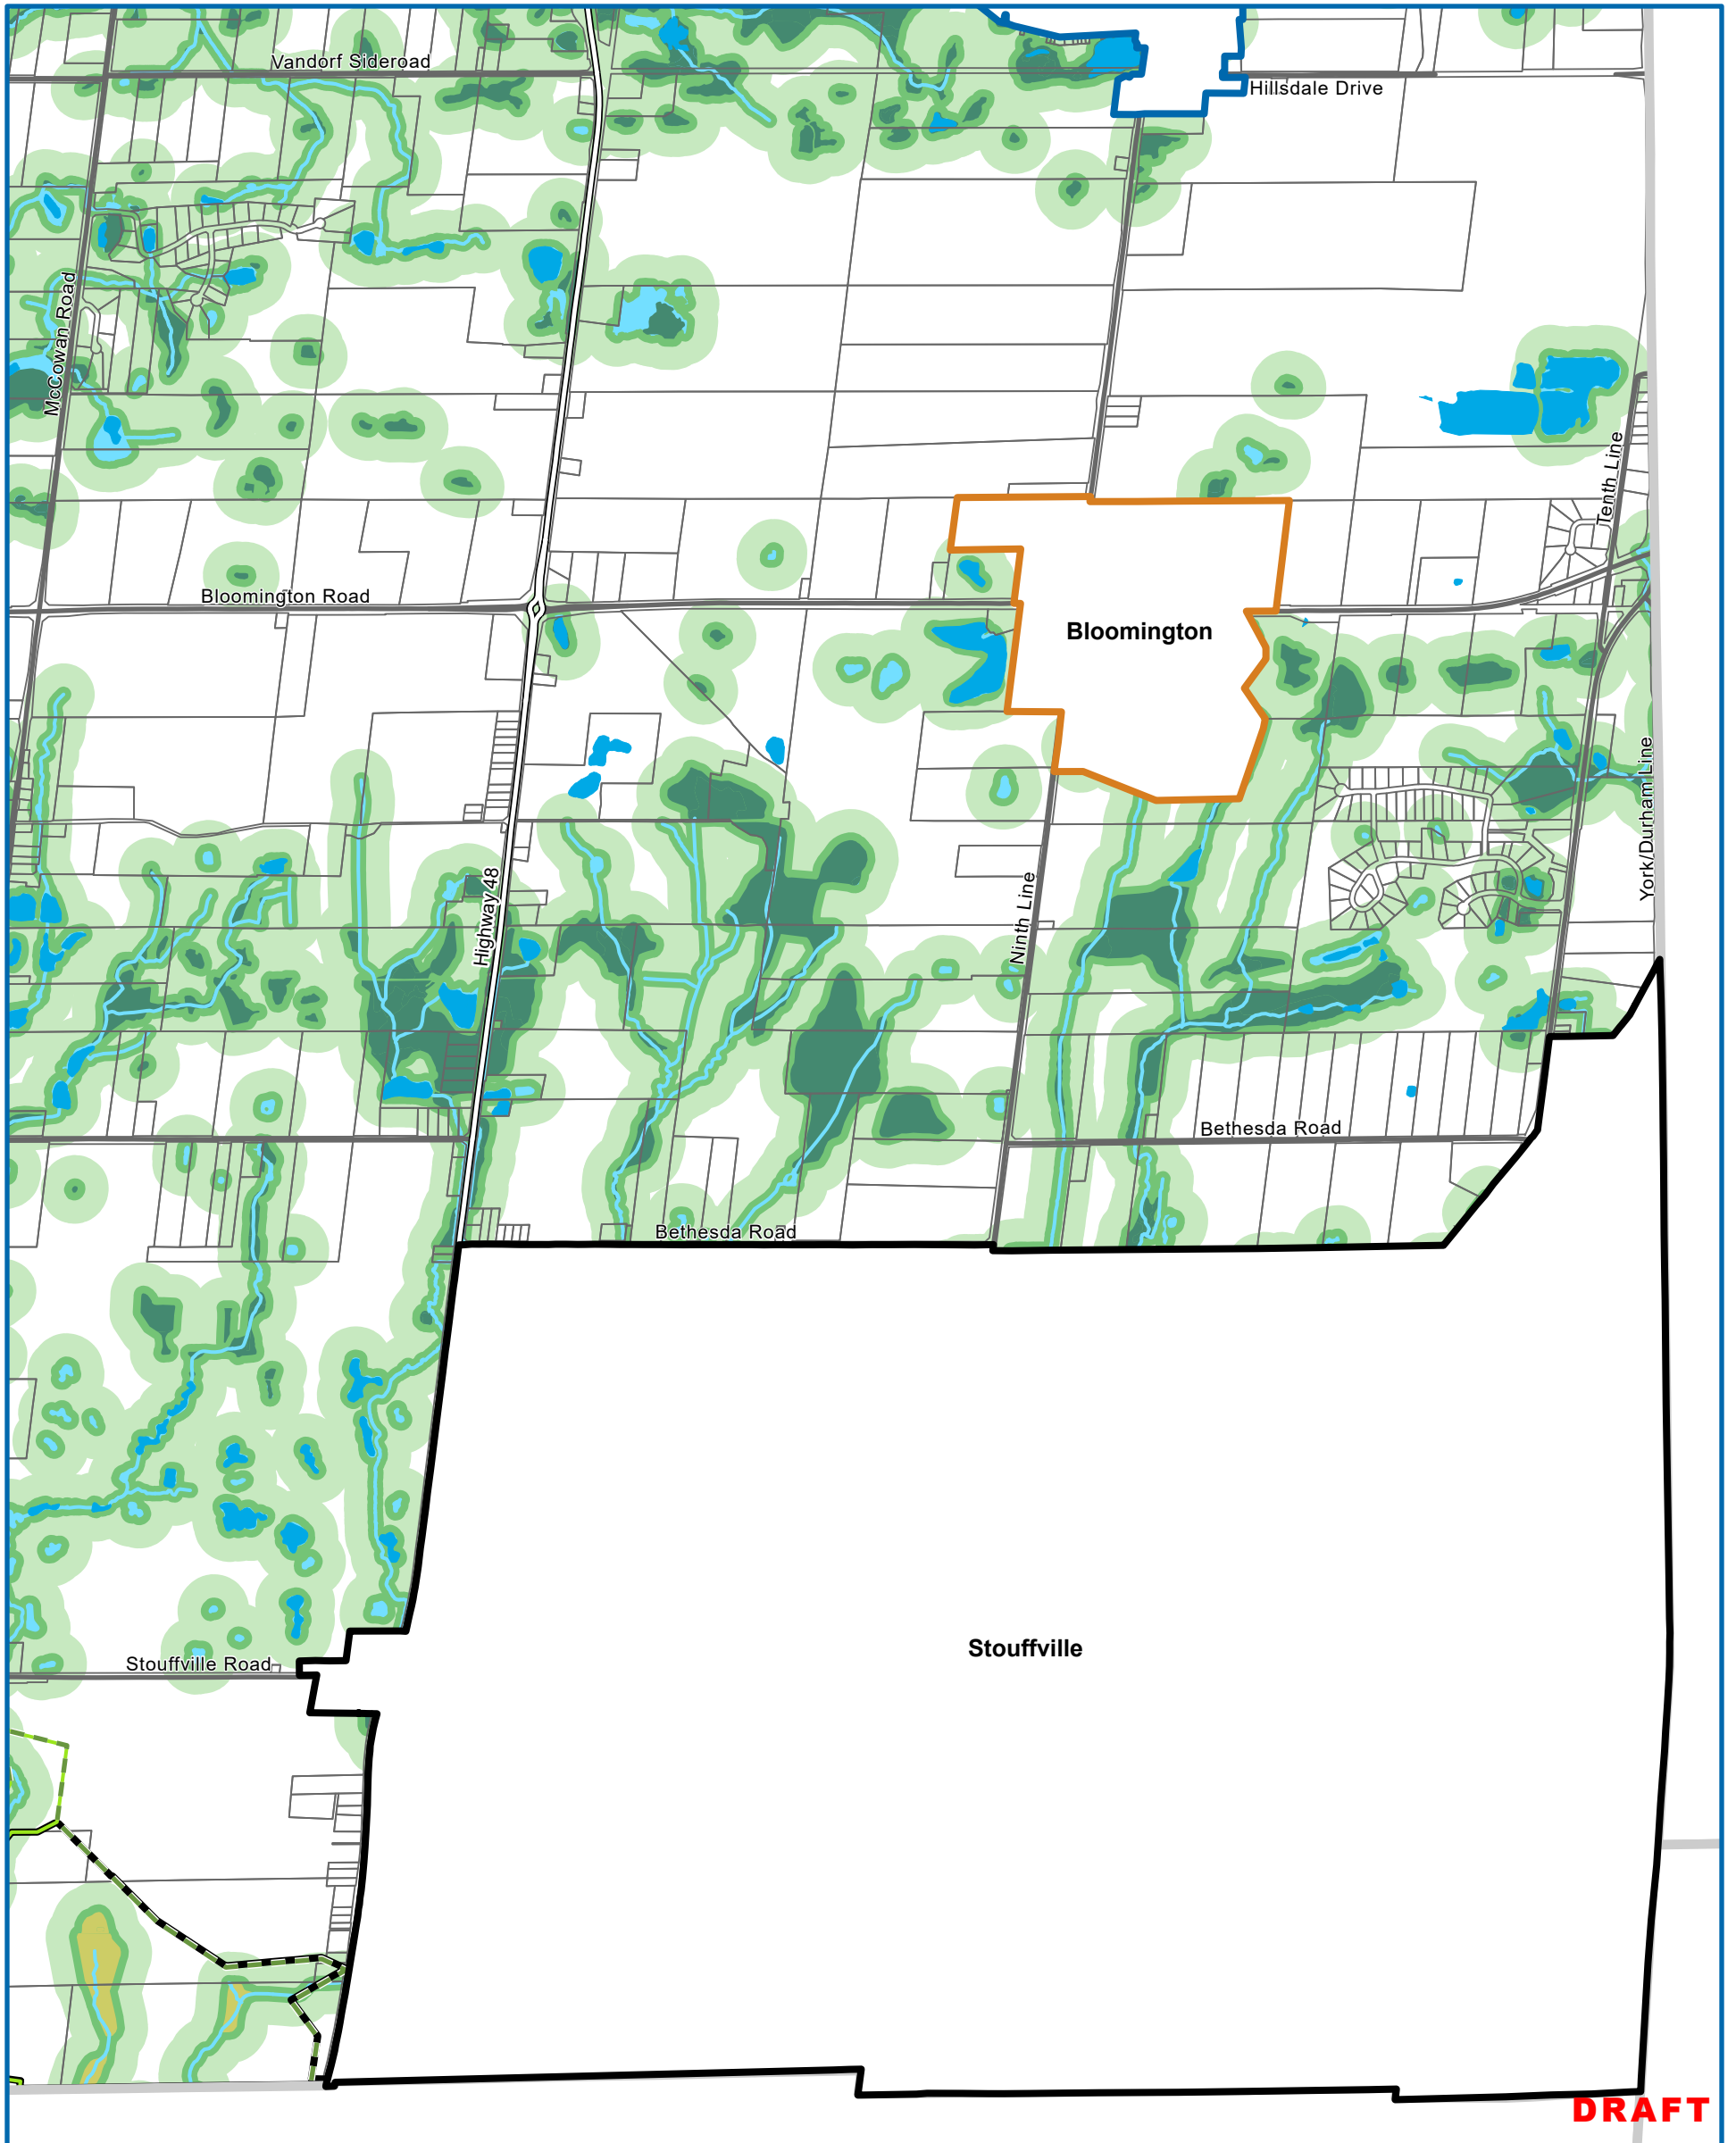 Vandorf Sideroad
Hillsdale Drive
McCowan Road
Tenth Line
Bloomington Road
Bloomington
York/Durham Line
Highway 48
Ninth Line
Bethesda Road
Bethesda Road
Stouffville
Stouffville Road
DRAFT